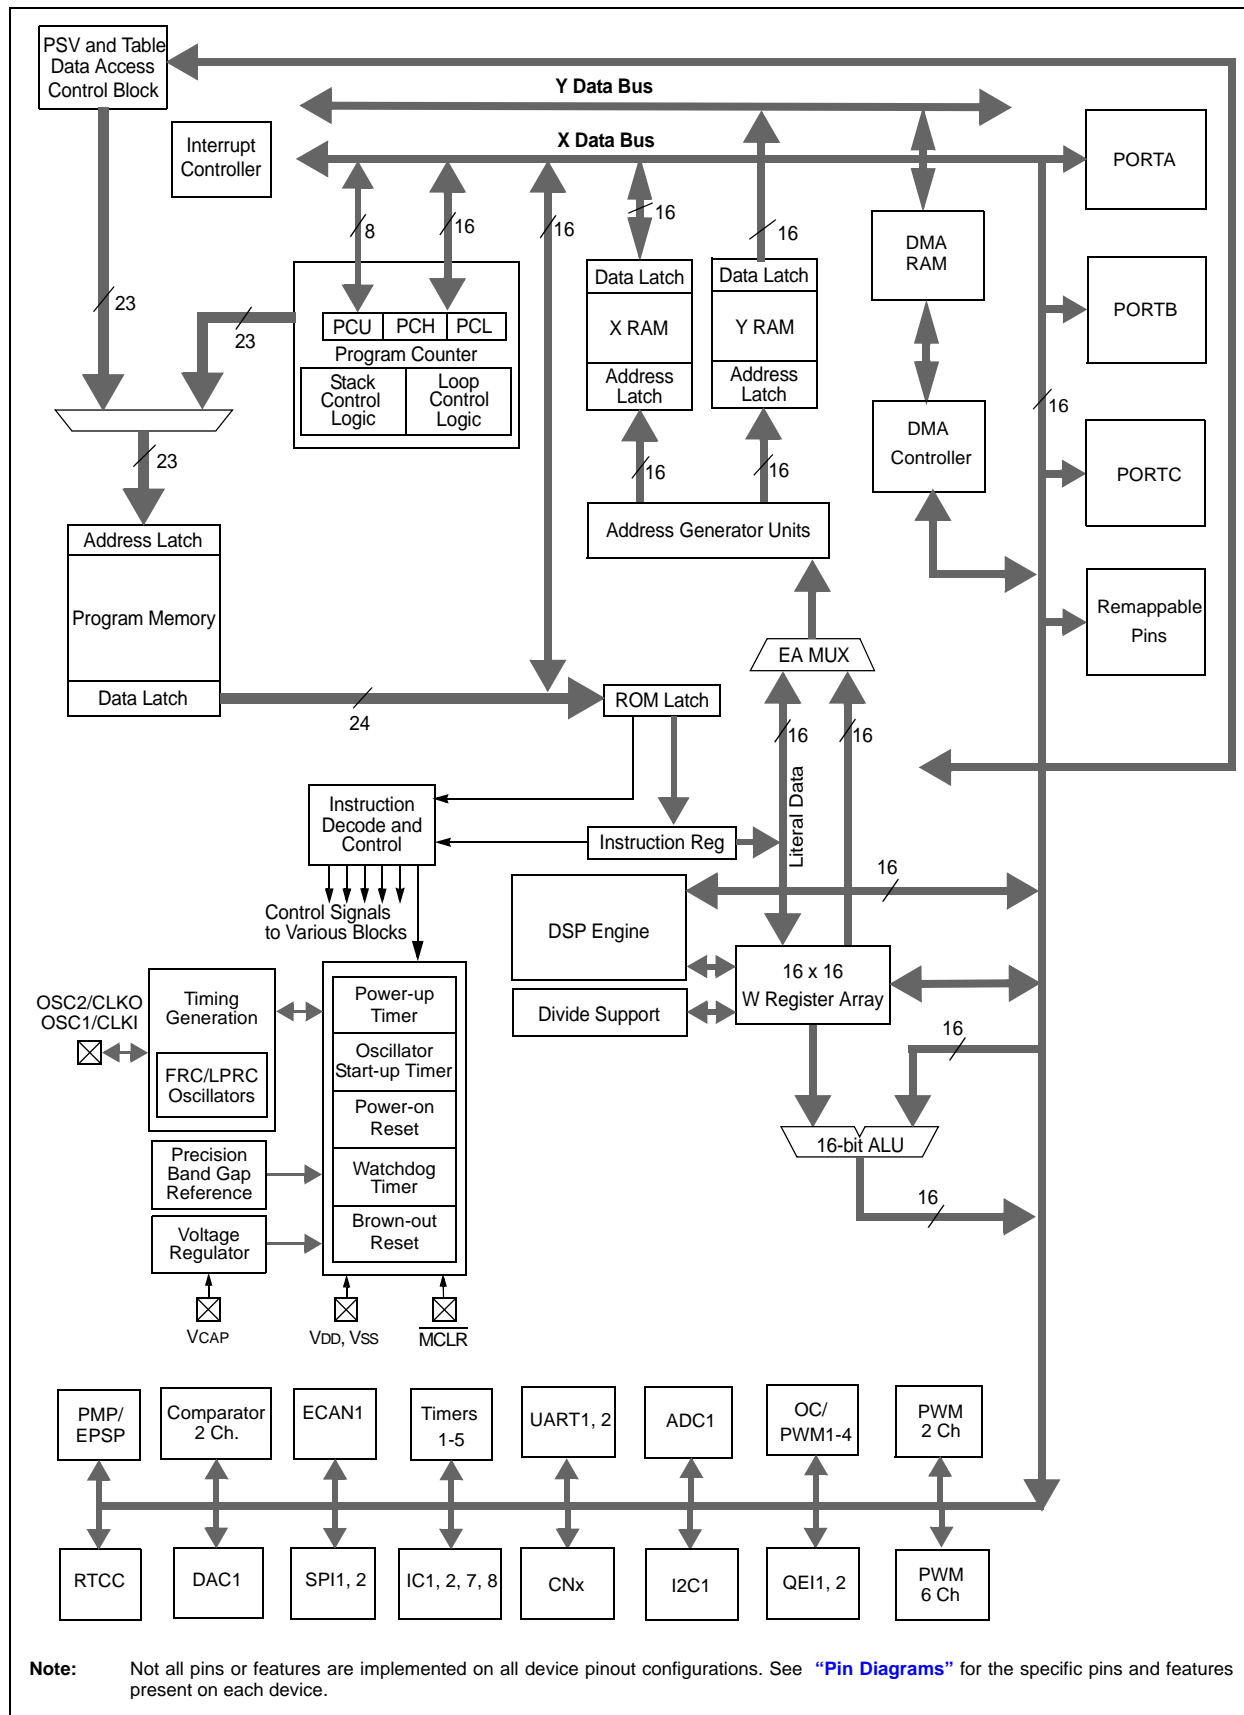 PSV and Table
Data Access
Control Block
Y Data Bus
X Data Bus
Interrupt
Controller
PORTA
8
16
16
16
16
DMA
RAM
23
23
Data Latch
Data Latch
PCU
PCH
PCL
X RAM
Y RAM
PORTB
Program Counter
Stack
Control
Logic
Loop
Control
Logic
Address
Latch
Address
Latch
16
DMA
Controller
23
16
16
PORTC
Address Latch
Address Generator Units
Program Memory
Remappable
Pins
EA MUX
Data Latch
24
ROM Latch
16
16
Literal Data
Instruction
Decode and
Control
Instruction Reg
16
Control Signals
to Various Blocks
DSP Engine
16 x 16
W Register Array
Divide Support
OSC2/CLKO
OSC1/CLKI
Timing
Generation
FRC/LPRC
Oscillators
Power-up
Timer
Oscillator
Start-up Timer
Power-on
Reset
Watchdog
Timer
Brown-out
Reset
16
16-bit ALU
16
Precision
Band Gap
Reference
Voltage
Regulator
VCAP
VDD, VSS
MCLR
PMP/
EPSP
Comparator
2 Ch.
ECAN1
Timers
1-5
UART1, 2
ADC1
OC/
PWM1-4
PWM
2 Ch
RTCC
DAC1
SPI1, 2
IC1, 2, 7, 8
CNx
I2C1
QEI1, 2
PWM
6 Ch
Note: Not all pins or features are implemented on all device pinout configurations. See “Pin Diagrams” for the specific pins and features
present on each device.